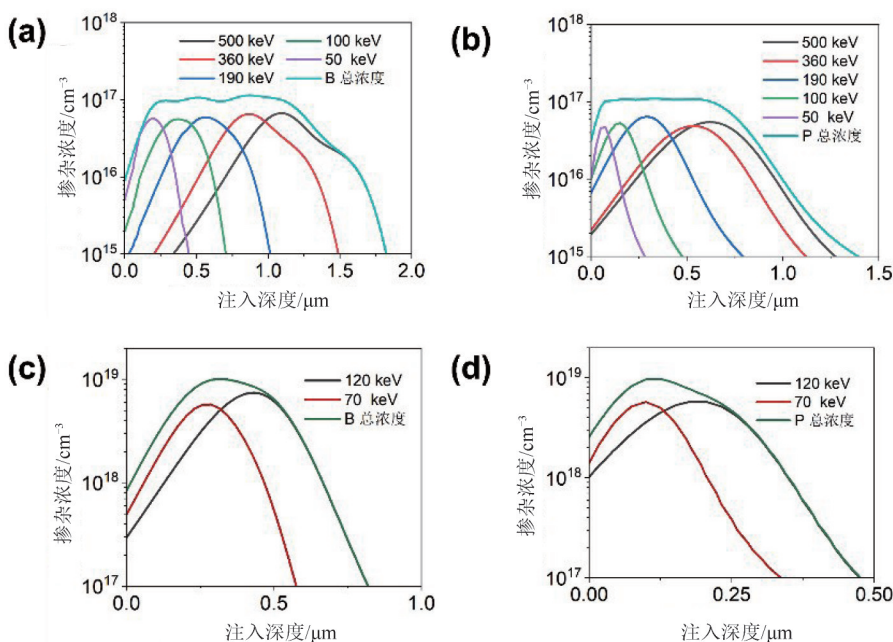 (a)
10^18
10^17
10^16
10^15
掺杂浓度/cm^-3
500 keV
360 keV
190 keV
100 keV
50 keV
B 总浓度
0.0 0.5 1.0 1.5 2.0
注入深度/μm
(b)
10^18
10^17
10^16
10^15
掺杂浓度/cm^-3
500 keV
360 keV
190 keV
100 keV
50 keV
P 总浓度
0.0 0.5 1.0 1.5
注入深度/μm
(c)
10^19
10^18
10^17
掺杂浓度/cm^-3
120 keV
70 keV
B 总浓度
0.0 0.5 1.0
注入深度/μm
(d)
10^19
10^18
10^17
掺杂浓度/cm^-3
120 keV
70 keV
P 总浓度
0.00 0.25 0.50
注入深度/μm